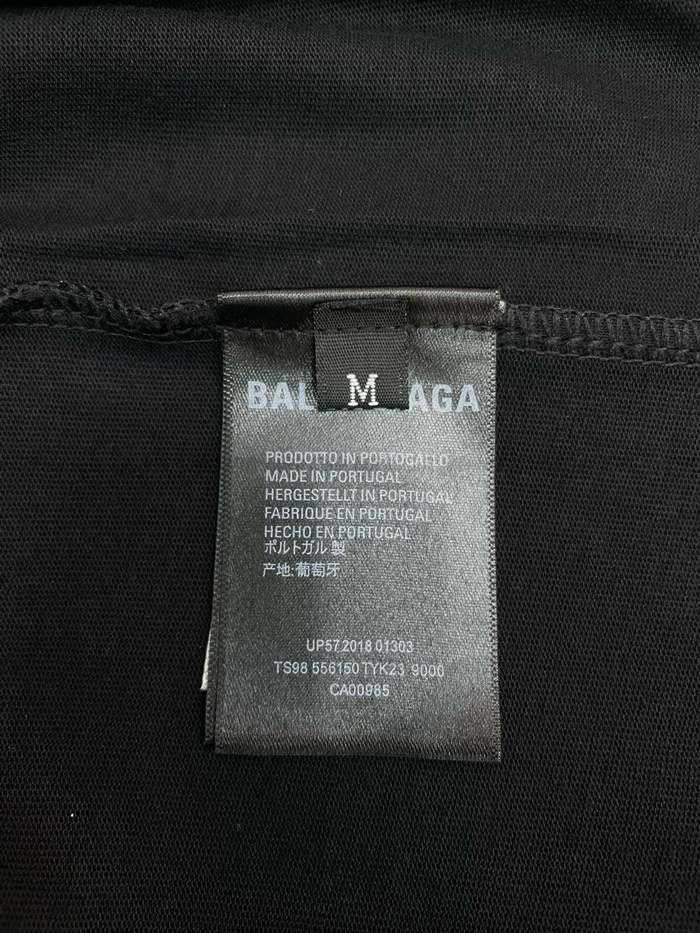 M
BAL AGA
PRODOTTO IN PORTOGALLO
MADE IN PORTUGAL
HERGESTELLT IN PORTUGAL
FABRIQUE EN PORTUGAL
HECHO EN PORTUGAL
ポルトガル 製
产地:葡萄牙
UP57 2018 01303
TS98 556150 TYK23 9000
CA00985